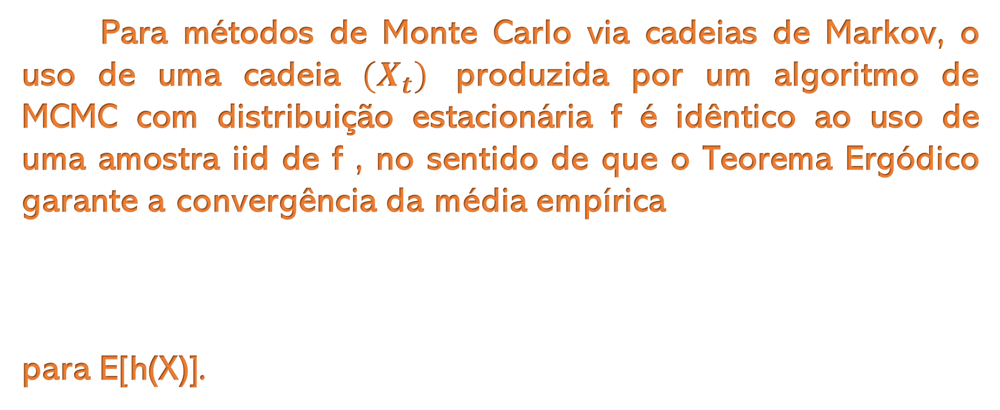 Para métodos de Monte Carlo via cadeias de Markov, o
uso de uma cadeia (X_t) produzida por um algoritmo de
MCMC com distribuição estacionária f é idêntico ao uso de
uma amostra iid de f , no sentido de que o Teorema Ergódico
garante a convergência da média empírica
para E[h(X)].